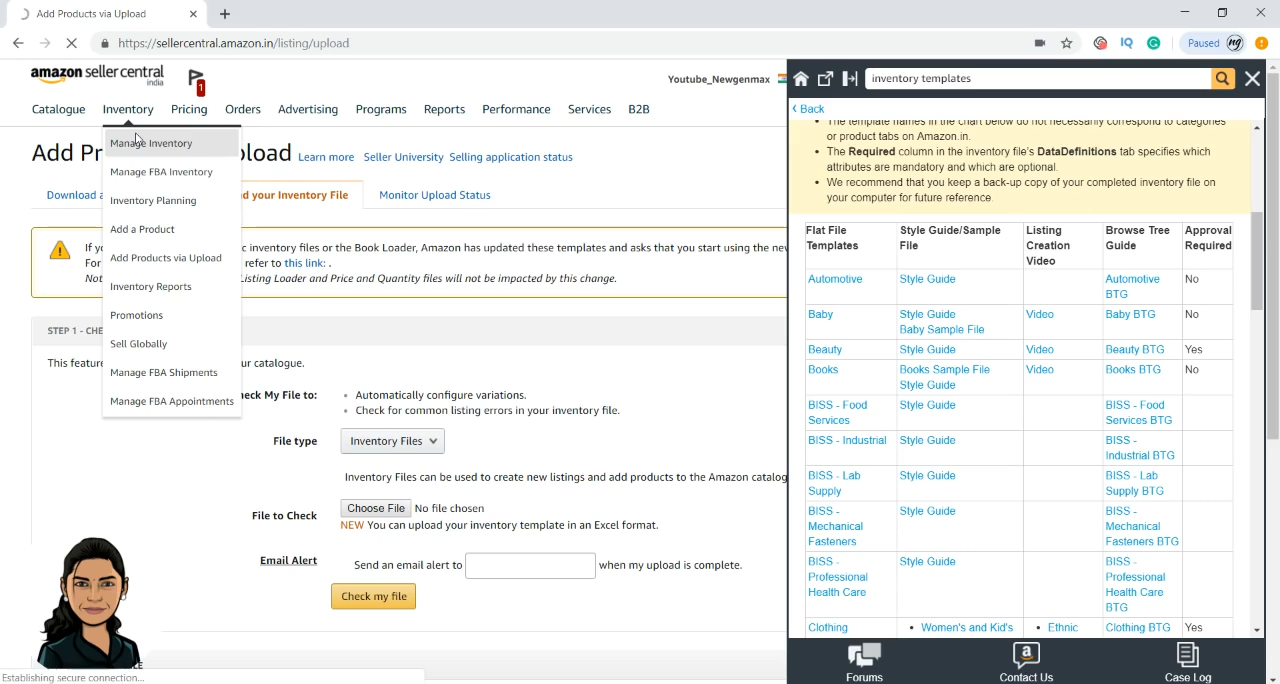 Add Products via Upload
https://sellercentral.amazon.in/listing/upload
IQ
Paused
amazon seller central
india
1
Youtube_Newgenmax
Catalogue Inventory Pricing Orders Advertising Programs Reports Performance Services B2B
Manage Inventory
Manage FBA Inventory
Inventory Planning
Add a Product
Add Products via Upload
Inventory Reports
Promotions
Sell Globally
Manage FBA Shipments
Manage FBA Appointments
Learn more Seller University Selling application status
Download a
d your Inventory File
Monitor Upload Status
c inventory files or the Book Loader, Amazon has updated these templates and asks that you start using the new
For refer to this link: .
Listing Loader and Price and Quantity files will not be impacted by this change.
STEP 1 - CHE
This feature ur catalogue.
heck My File to:
• Automatically configure variations.
• Check for common listing errors in your inventory file.
File type
Inventory Files
Inventory Files can be used to create new listings and add products to the Amazon catalog
File to Check
Choose File No file chosen
NEW You can upload your inventory template in an Excel format.
Email Alert
Send an email alert to when my upload is complete.
Check my file
Establishing secure connection...
inventory templates
Back
• The template names in the chart below do not necessarily correspond to categories
or product tabs on Amazon.in.
• The Required column in the inventory file's DataDefinitions tab specifies which
attributes are mandatory and which are optional.
• We recommend that you keep a back-up copy of your completed inventory file on
your computer for future reference.
Flat File Templates Style Guide/Sample File Listing Creation Video Browse Tree Guide Approval Required
Automotive Style Guide Automotive BTG No
Baby Style Guide Baby Sample File Video Baby BTG No
Beauty Style Guide Video Beauty BTG Yes
Books Books Sample File Style Guide Video Books BTG No
BISS - Food Services Style Guide BISS - Food Services BTG
BISS - Industrial Style Guide BISS - Industrial BTG
BISS - Lab Supply Style Guide BISS - Lab Supply BTG
BISS - Mechanical Fasteners Style Guide BISS - Mechanical Fasteners BTG
BISS - Professional Health Care Style Guide BISS - Professional Health Care BTG
Clothing • Women's and Kid's • Ethnic Clothing BTG Yes
Forums
Contact Us
Case Log